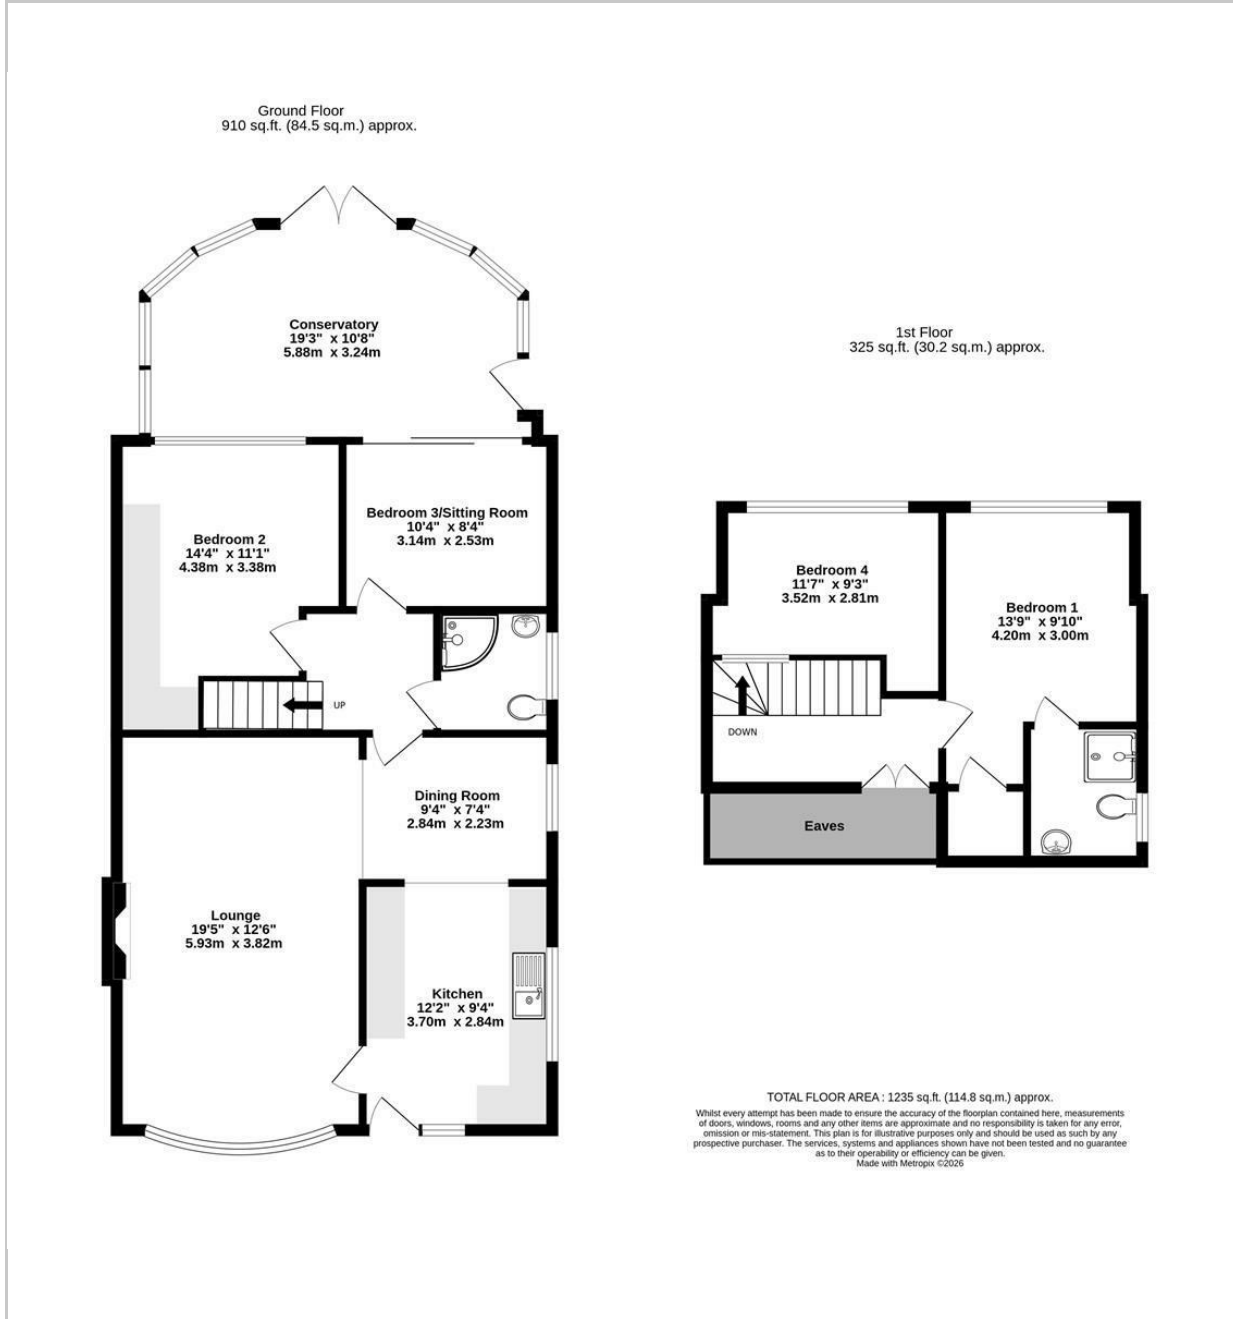 Ground Floor
910 sq.ft. (84.5 sq.m.) approx.
Conservatory
19'3" x 10'8"
5.88m x 3.24m
Bedroom 2
14'4" x 11'1"
4.38m x 3.38m
Bedroom 3/Sitting Room
10'4" x 8'4"
3.14m x 2.53m
UP
Dining Room
9'4" x 7'4"
2.84m x 2.23m
Lounge
19'5" x 12'6"
5.93m x 3.82m
Kitchen
12'2" x 9'4"
3.70m x 2.84m
1st Floor
325 sq.ft. (30.2 sq.m.) approx.
Bedroom 4
11'7" x 9'3"
3.52m x 2.81m
Bedroom 1
13'9" x 9'10"
4.20m x 3.00m
DOWN
Eaves
TOTAL FLOOR AREA : 1235 sq.ft. (114.8 sq.m.) approx.
Whilst every attempt has been made to ensure the accuracy of the floorplan contained here, measurements
of doors, windows, rooms and any other items are approximate and no responsibility is taken for any error,
omission or mis-statement. This plan is for illustrative purposes only and should be used as such by any
prospective purchaser. The services, systems and appliances shown have not been tested and no guarantee
as to their operability or efficiency can be given.
Made with Metropix ©2026